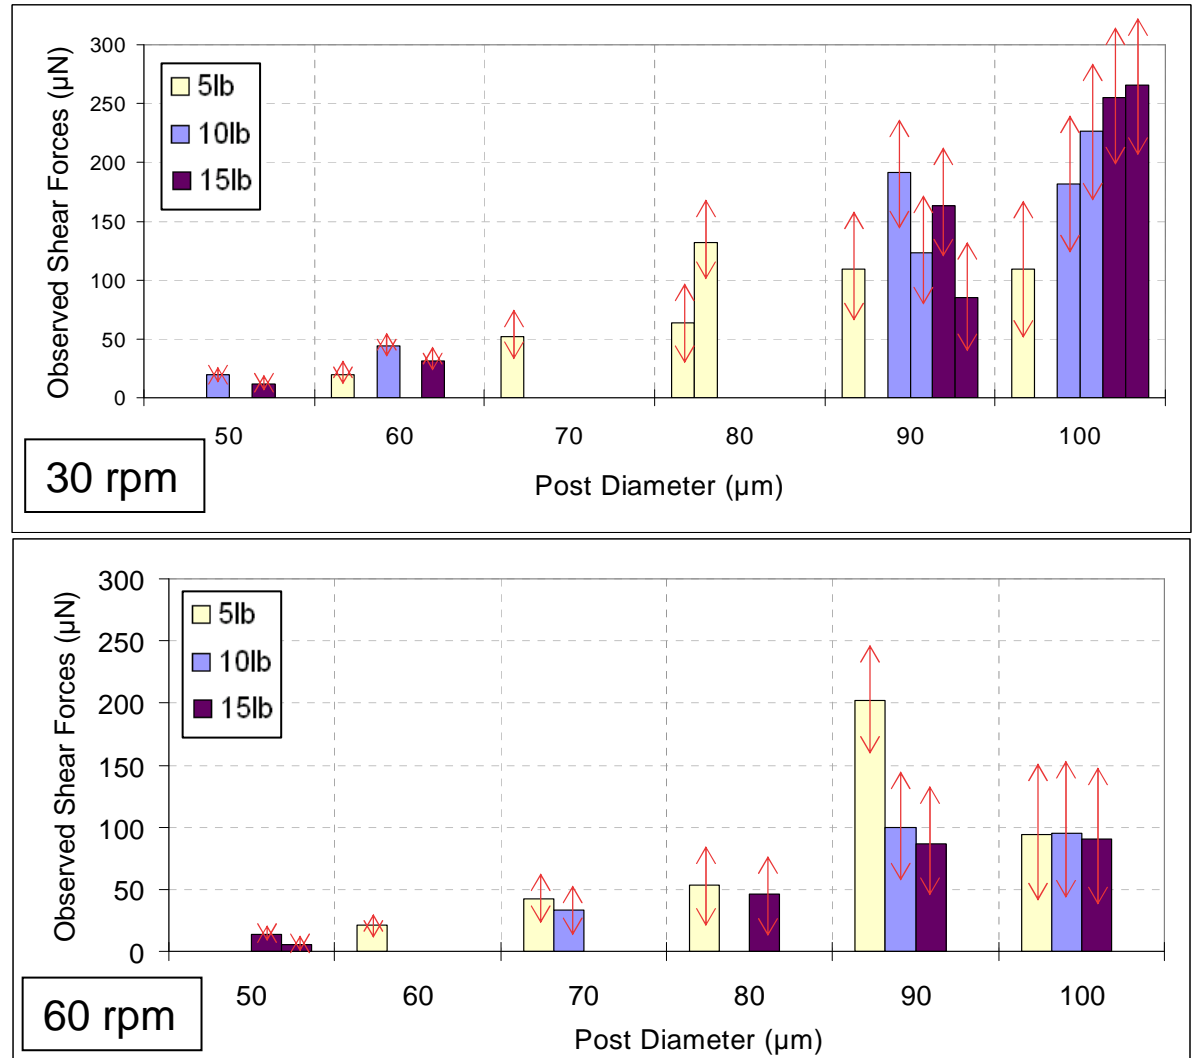 300
250
200
150
100
50
0
Observed Shear Forces (µN)
5lb
10lb
15lb
50 60 70 80 90 100
Post Diameter (µm)
30 rpm
300
250
200
150
100
50
0
Observed Shear Forces (µN)
5lb
10lb
15lb
50 60 70 80 90 100
Post Diameter (µm)
60 rpm